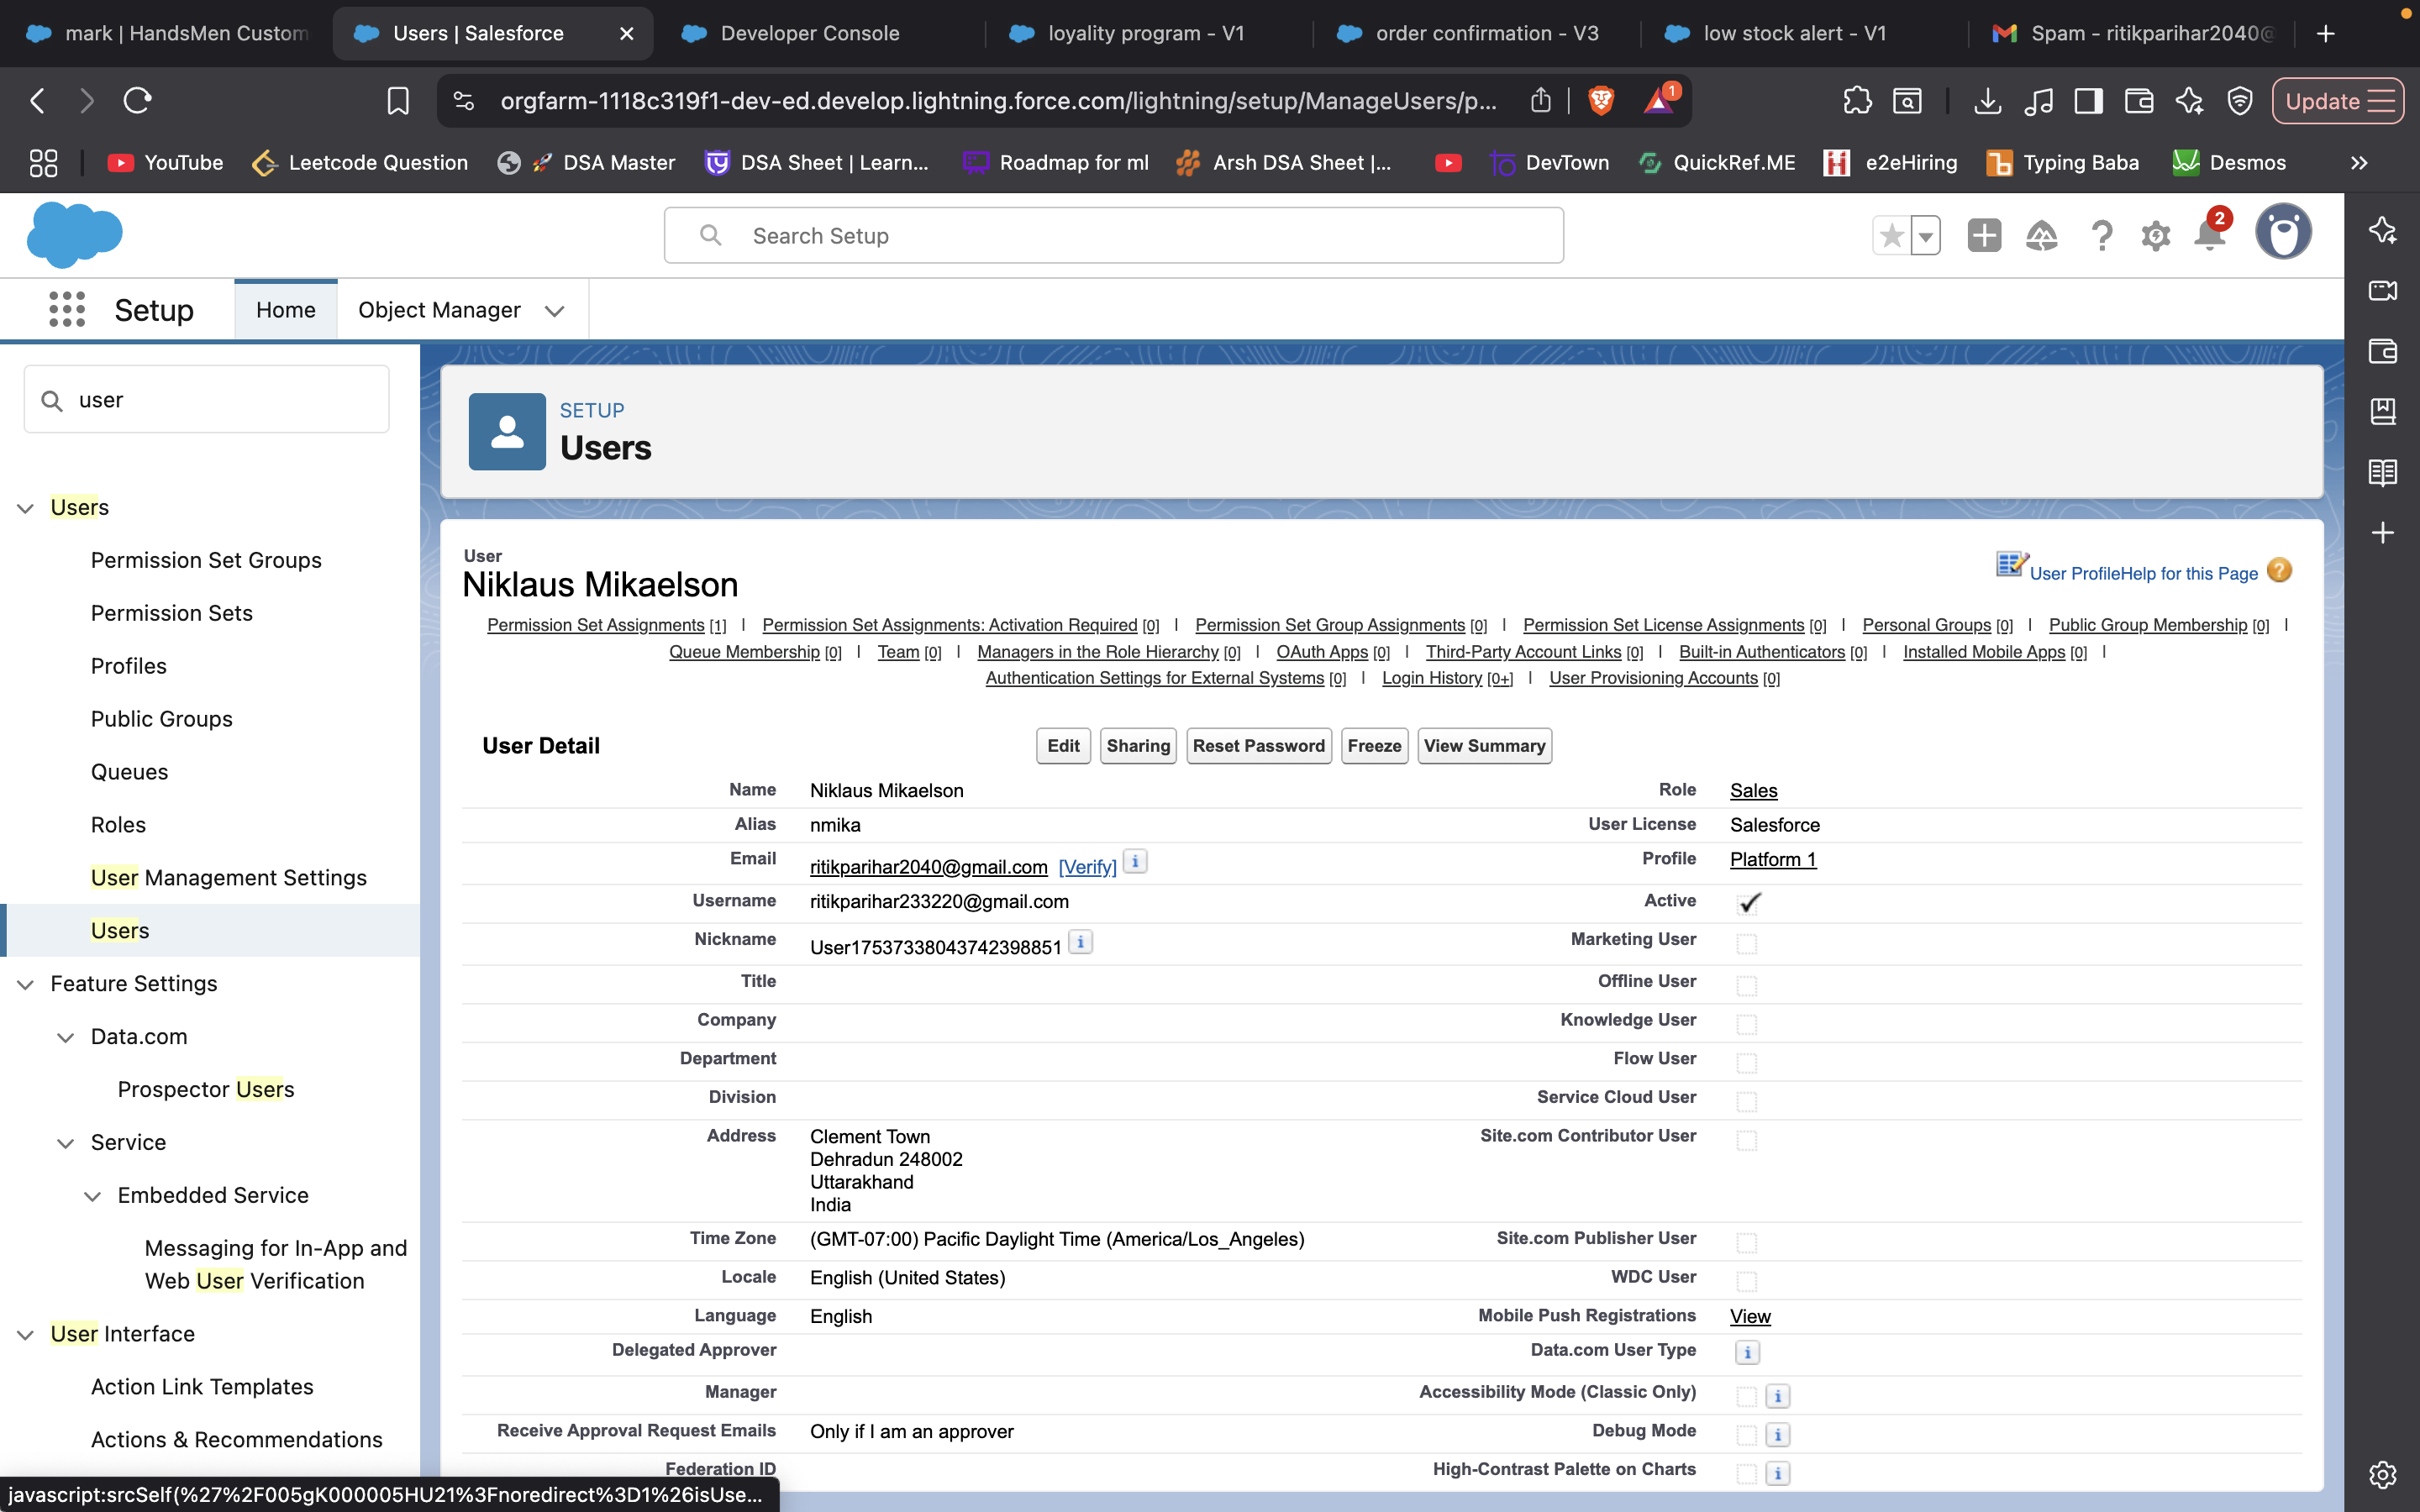 mark | HandsMen Custom
Users | Salesforce
Developer Console
loyality program - V1
order confirmation - V3
low stock alert - V1
Spam - ritikparihar2040@
orgfarm-1118c319f1-dev-ed.develop.lightning.force.com/lightning/setup/ManageUsers/p...
1
Update
YouTube
Leetcode Question
DSA Master
DSA Sheet | Learn...
Roadmap for ml
Arsh DSA Sheet |...
DevTown
QuickRef.ME
e2eHiring
Typing Baba
Desmos
Search Setup
2
Setup
Home
Object Manager
user
Users
Permission Set Groups
Permission Sets
Profiles
Public Groups
Queues
Roles
User Management Settings
Users
Feature Settings
Data.com
Prospector Users
Service
Embedded Service
Messaging for In-App and
Web User Verification
User Interface
Action Link Templates
Actions & Recommendations
SETUP
Users
User
Niklaus Mikaelson
User ProfileHelp for this Page
Permission Set Assignments [1] | Permission Set Assignments: Activation Required [0] | Permission Set Group Assignments [0] | Permission Set License Assignments [0] | Personal Groups [0] | Public Group Membership [0] |
Queue Membership [0] | Team [0] | Managers in the Role Hierarchy [0] | OAuth Apps [0] | Third-Party Account Links [0] | Built-in Authenticators [0] | Installed Mobile Apps [0] |
Authentication Settings for External Systems [0] | Login History [0+] | User Provisioning Accounts [0]
User Detail
Edit Sharing Reset Password Freeze View Summary
Name Niklaus Mikaelson Role Sales
Alias nmika User License Salesforce
Email ritikparihar2040@gmail.com [Verify] Profile Platform 1
Username ritikparihar233220@gmail.com Active
Nickname User17537338043742398851 Marketing User
Title Offline User
Company Knowledge User
Department Flow User
Division Service Cloud User
Address Clement Town Site.com Contributor User
Dehradun 248002
Uttarakhand
India
Time Zone (GMT-07:00) Pacific Daylight Time (America/Los_Angeles) Site.com Publisher User
Locale English (United States) WDC User
Language English Mobile Push Registrations View
Delegated Approver Data.com User Type
Manager Accessibility Mode (Classic Only)
Receive Approval Request Emails Only if I am an approver Debug Mode
Federation ID High-Contrast Palette on Charts
javascript:srcSelf(%27%2F005gK000005HU21%3Fnoredirect%3D1%26isUse...